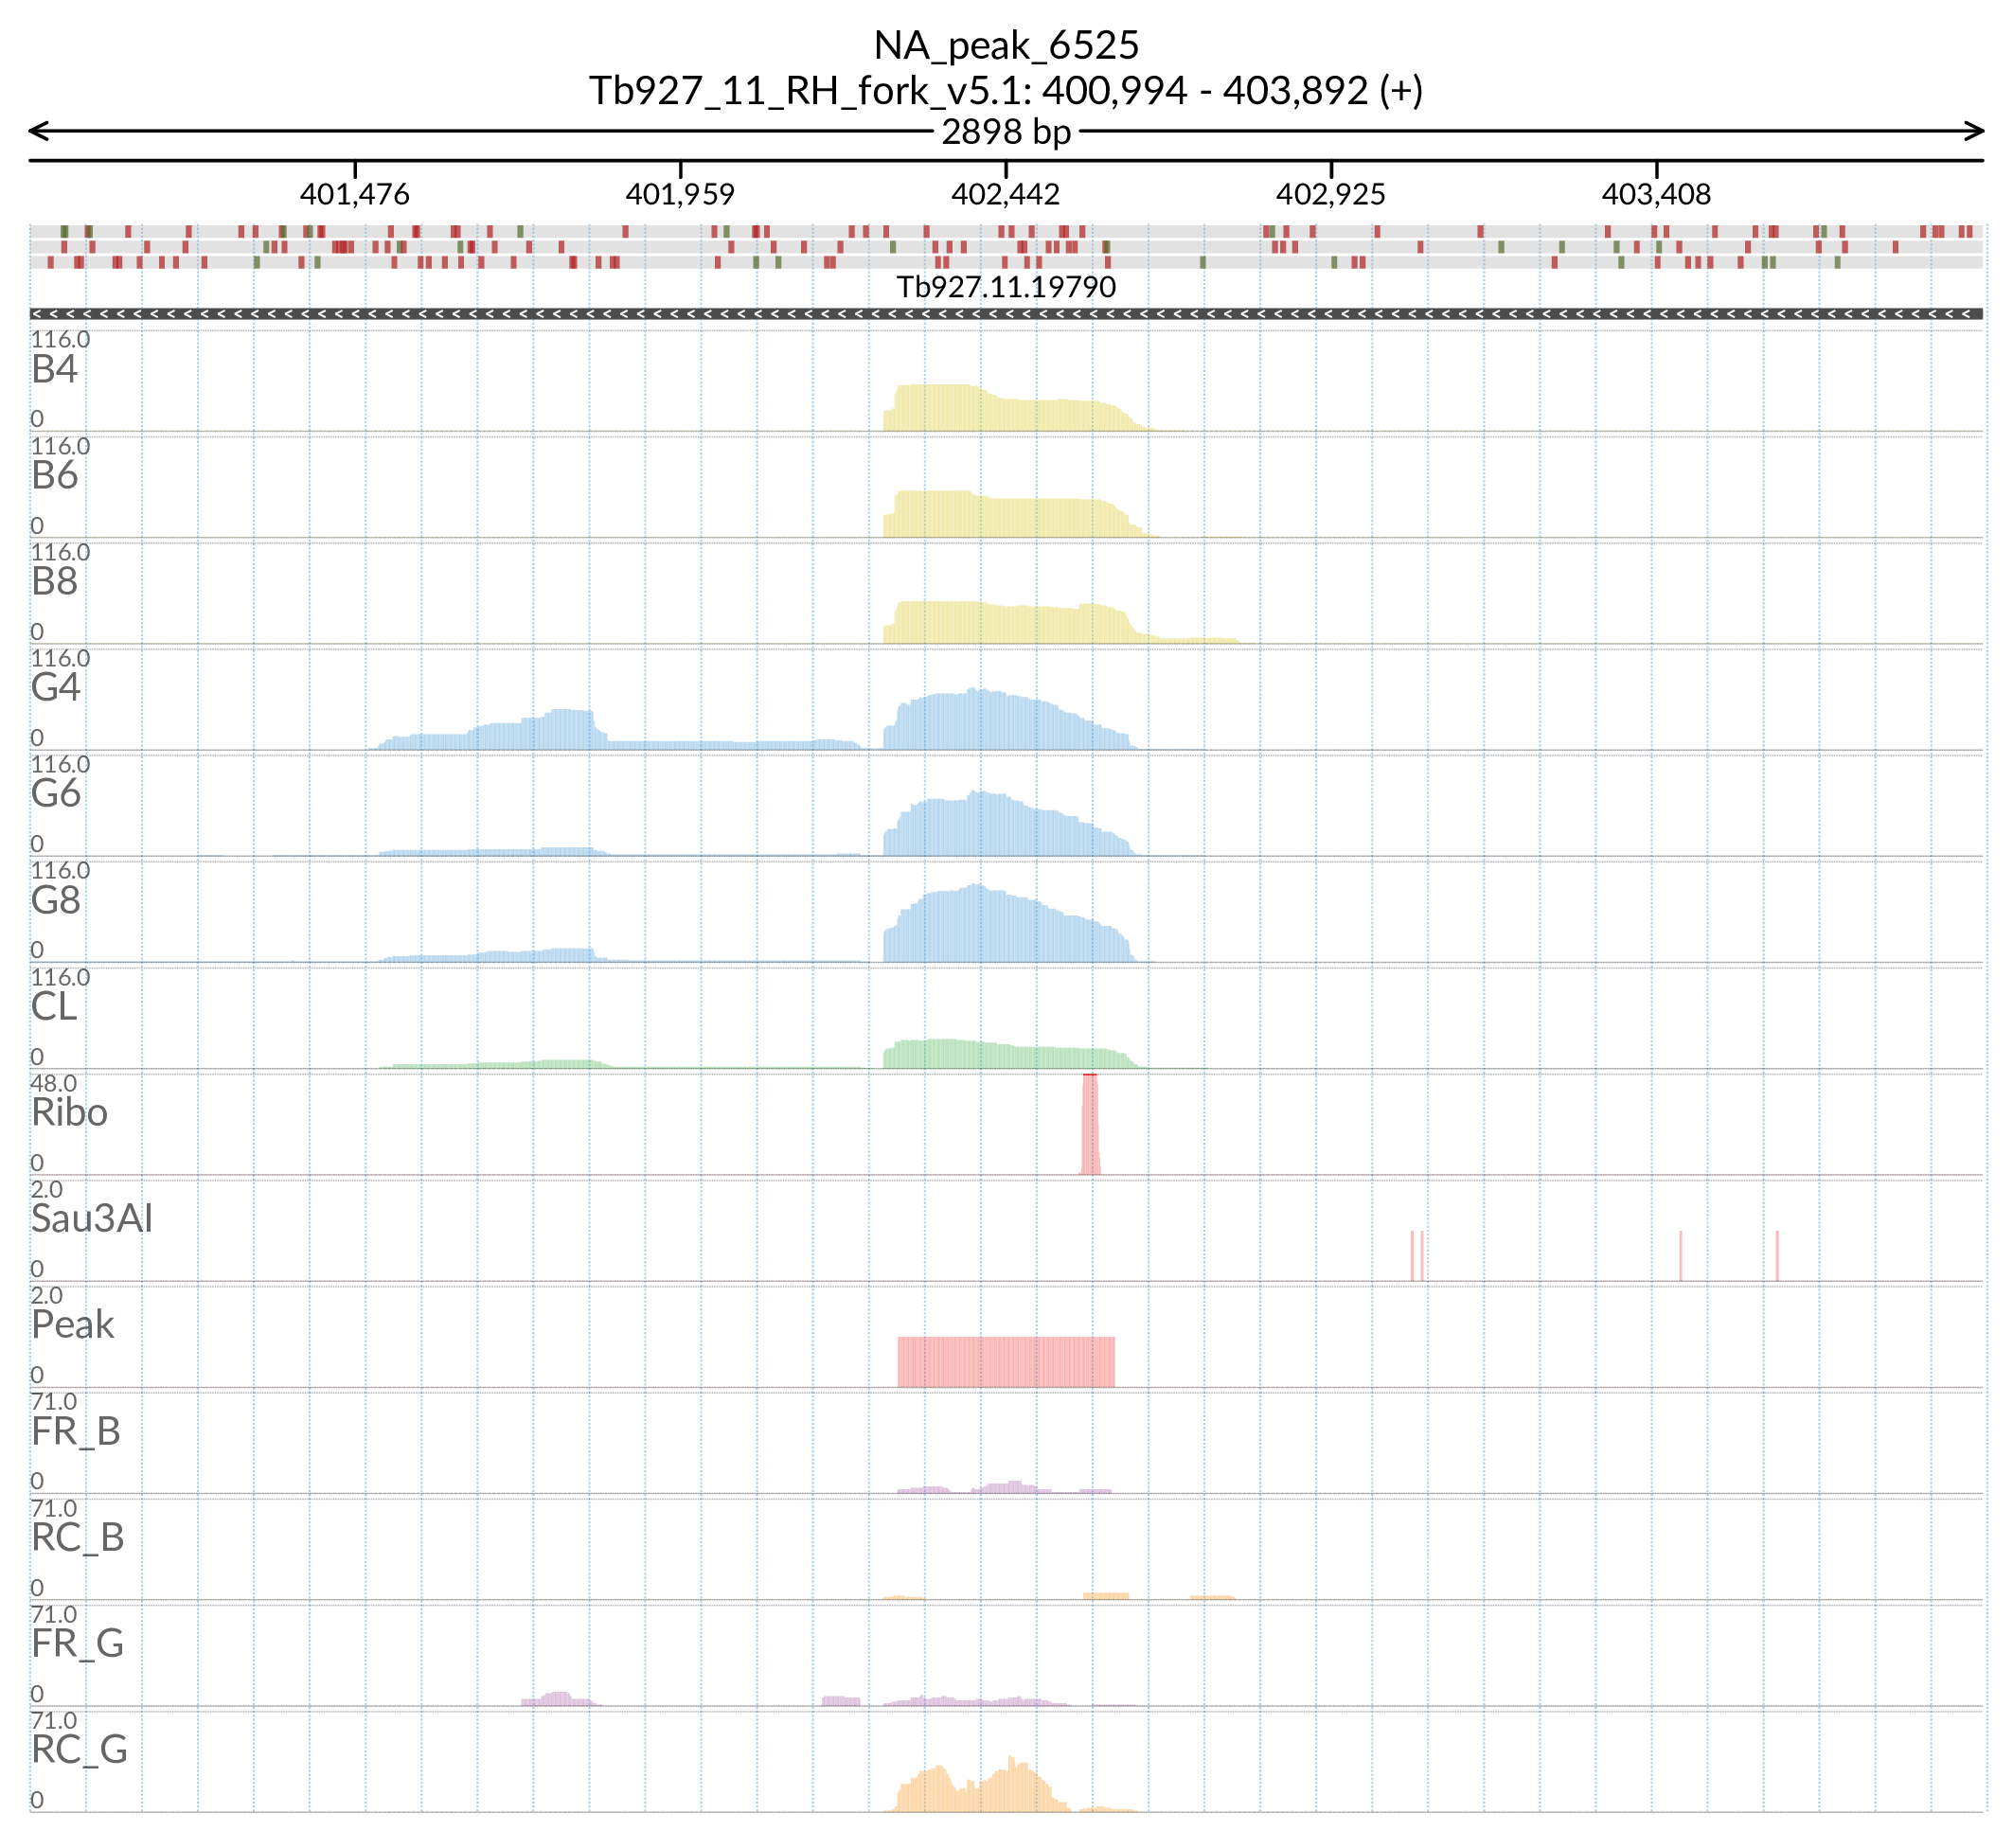 NA_peak_6525
Tb927_11_RH_fork_v5.1: 400,994 - 403,892 (+)
2898 bp
401,476 401,959 402,442 402,925 403,408
Tb927.11.19790
116.0
B4
0
116.0
B6
0
116.0
B8
0
116.0
G4
0
116.0
G6
0
116.0
G8
0
116.0
CL
0
48.0
Ribo
0
2.0
Sau3AI
0
2.0
Peak
0
71.0
FR_B
0
71.0
RC_B
0
71.0
FR_G
0
71.0
RC_G
0